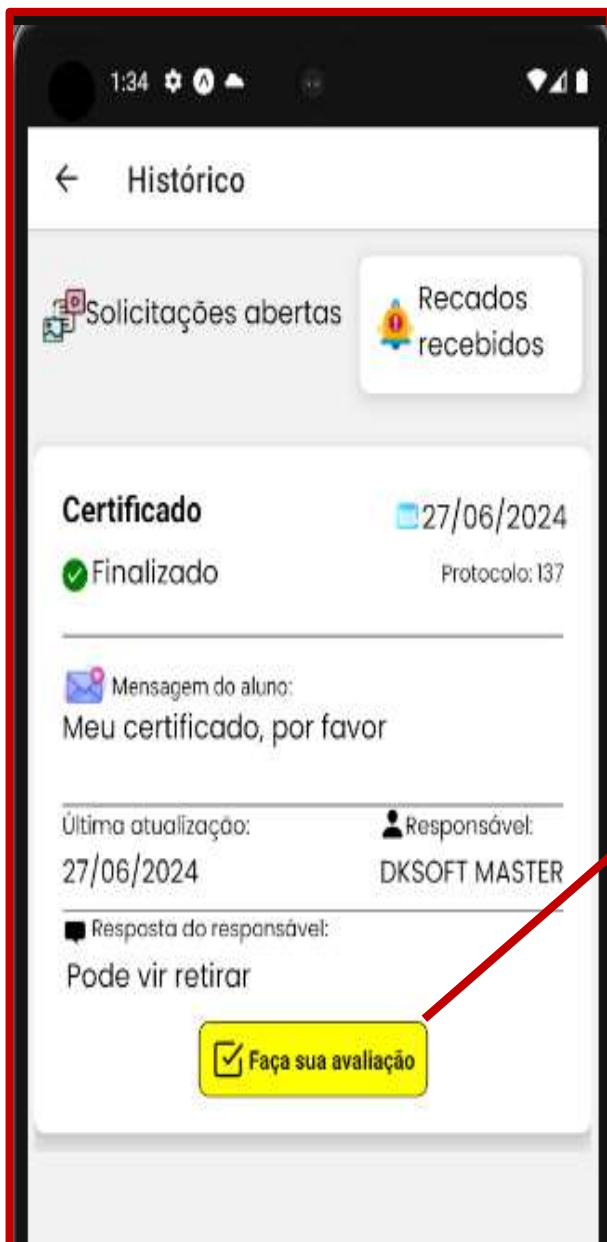 1:34
Histórico
Solicitações abertas
Recados
recebidos
Certificado
27/06/2024
Finalizado
Protocolo: 137
Mensagem do aluno:
Meu certificado, por favor
Última atualização:
Responsável:
27/06/2024
DKSOFT MASTER
Resposta do responsável:
Pode vir retirar
Faça sua avaliação